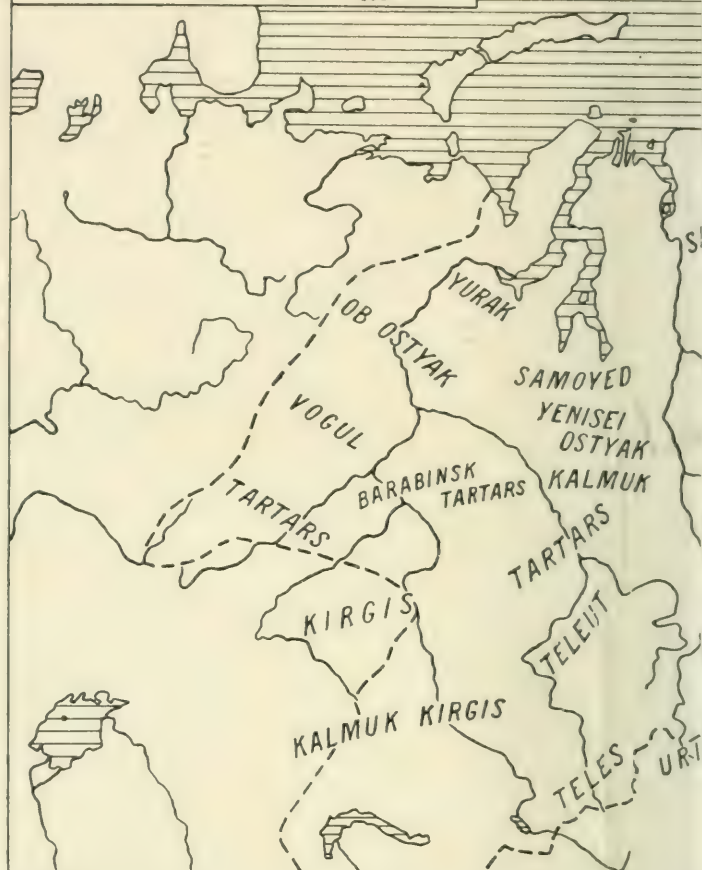 YURAK
OB OSTYAK
SAMOYED
YENISEI
OSTYAK
VOGUL
KALMUK
BARABINSK
TARTARS
TARTARS
TARTARS
KIRGIS
TELEUT
KALMUK KIRGIS
TELES